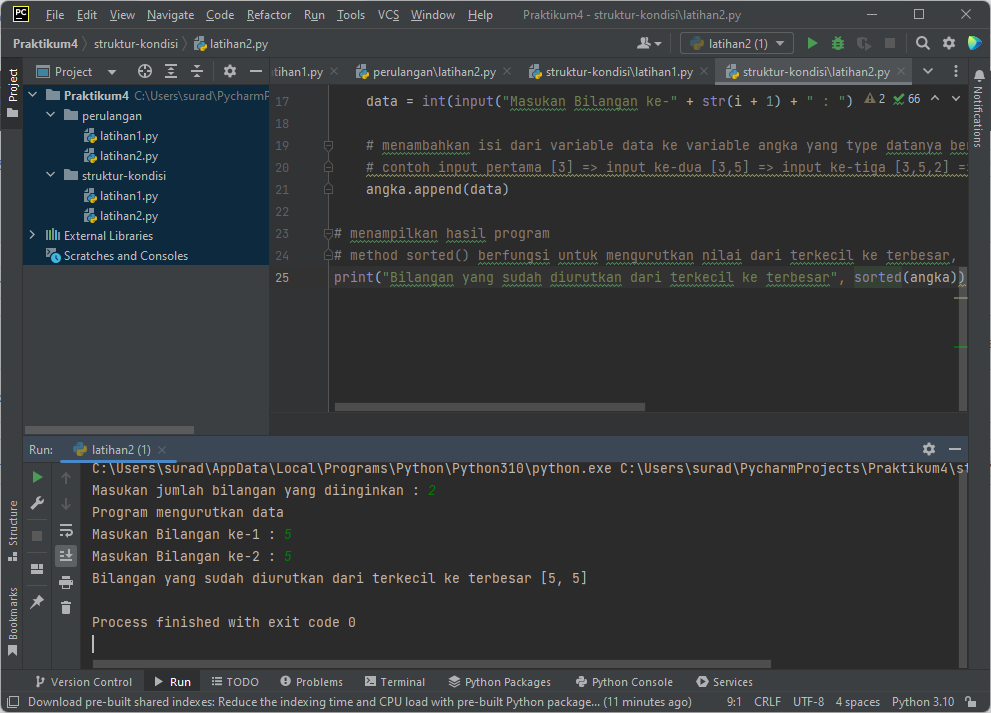 PC File Edit View Navigate Code Refactor Run Tools VCS Window Help Praktikum4 - struktur-kondisi\latihan2.py
Praktikum4 struktur-kondisi latihan2.py latihan2 (1)
Project
Project
tihan1.py perulangan\latihan2.py struktur-kondisi\latihan1.py struktur-kondisi\latihan2.py
Notifications
Praktikum4 C:\Users\surad\PycharmP
perulangan
latihan1.py
latihan2.py
struktur-kondisi
latihan1.py
latihan2.py
External Libraries
Scratches and Consoles
17 data = int(input("Masukan Bilangan ke-" + str(i + 1) + " : ") 2 66
18
19 # menambahkan isi dari variable data ke variable angka yang type datanya ber
20 # contoh input pertama [3] => input ke-dua [3,5] => input ke-tiga [3,5,2] =
21 angka.append(data)
22
23 # menampilkan hasil program
24 # method sorted() berfungsi untuk mengurutkan nilai dari terkecil ke terbesar,
25 print("Bilangan yang sudah diurutkan dari terkecil ke terbesar", sorted(angka))
Run: latihan2 (1)
C:\Users\surad\AppData\Local\Programs\Python\Python310\python.exe C:\Users\surad\PycharmProjects\Praktikum4\st
Masukan jumlah bilangan yang diinginkan : 2
Program mengurutkan data
Masukan Bilangan ke-1 : 5
Masukan Bilangan ke-2 : 5
Bilangan yang sudah diurutkan dari terkecil ke terbesar [5, 5]
Process finished with exit code 0
Structure
Bookmarks
Version Control Run TODO Problems Terminal Python Packages Python Console Services
Download pre-built shared indexes: Reduce the indexing time and CPU load with pre-built Python package... (11 minutes ago) 9:1 CRLF UTF-8 4 spaces Python 3.10